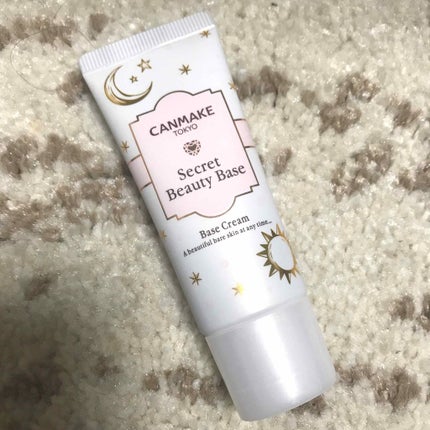 CANMAKE
TOKYO
Secret
Beauty Base
Base Cream
A beautiful bare skin at any time...